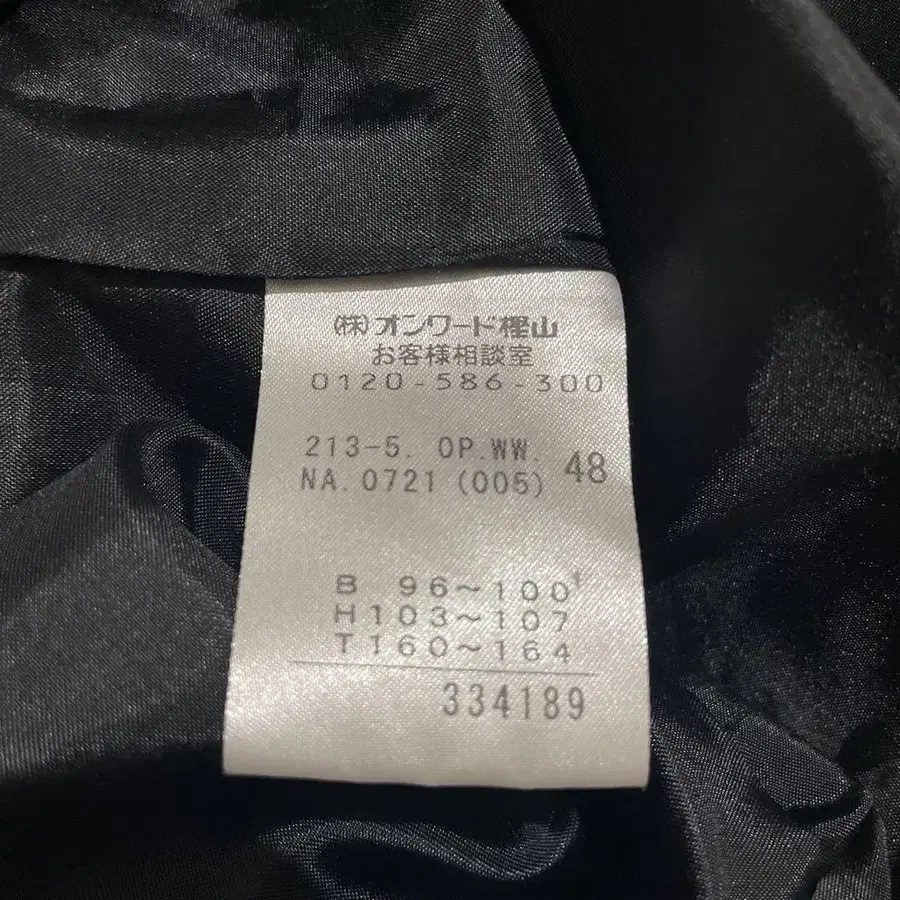 (株)オンワード樫山
お客様相談室
0120-586-300
213-5. OP.WW. 48
NA.0721 (005)
B 96~100
H103~107
T160~164
334189